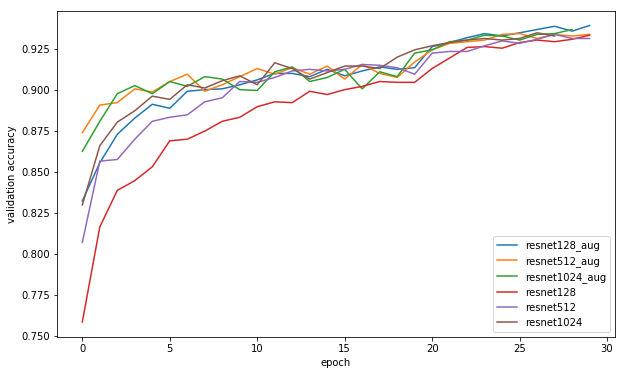 0.925
0.900
0.875
0.850
0.825
0.800
0.775
0.750
validation accuracy
0
5
10
15
20
25
30
epoch
resnet128_aug
resnet512_aug
resnet1024_aug
resnet128
resnet512
resnet1024